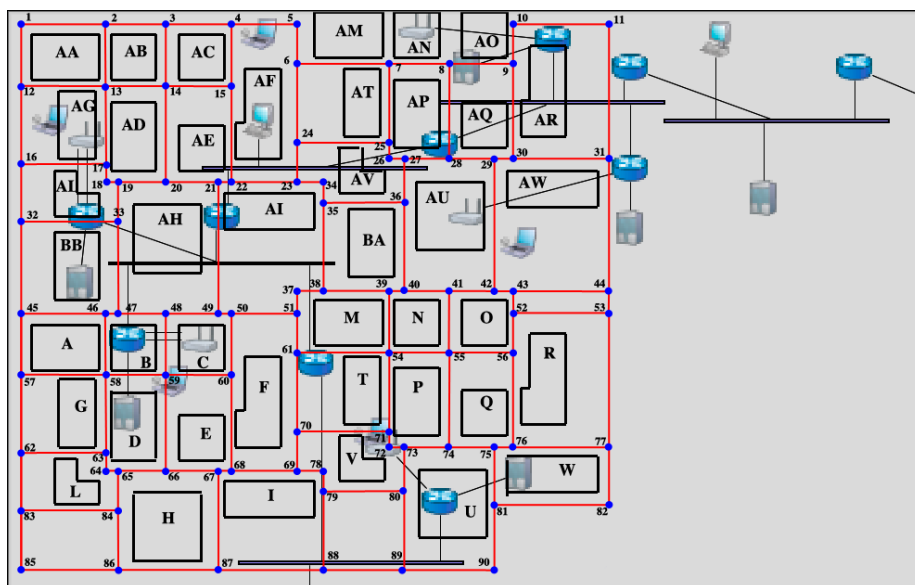 1 2 3 4 5 10 11
AA AB AC AM AN AO
6 7 8 9
12 13 14 15
AG AD AE AF AT AP AQ AR
24 25
16 17 26 27 28 29 30 31
18 19 20 21 22 23 34
AL AV AU AW
32 33 AH AI 35 36
BB BA
37 38 39 40 41 42 43 44
45 46 47 48 49 50 51 52 53
A B C M N O
61 54 55 56 R
57 58 59 60
G F T P
D E Q
62 63 70 71
64 65 66 67 68 69 78 72 73 74 75 76 77
L V W
H I 79 80 U
83 84 81 82
85 86 87 88 89 90